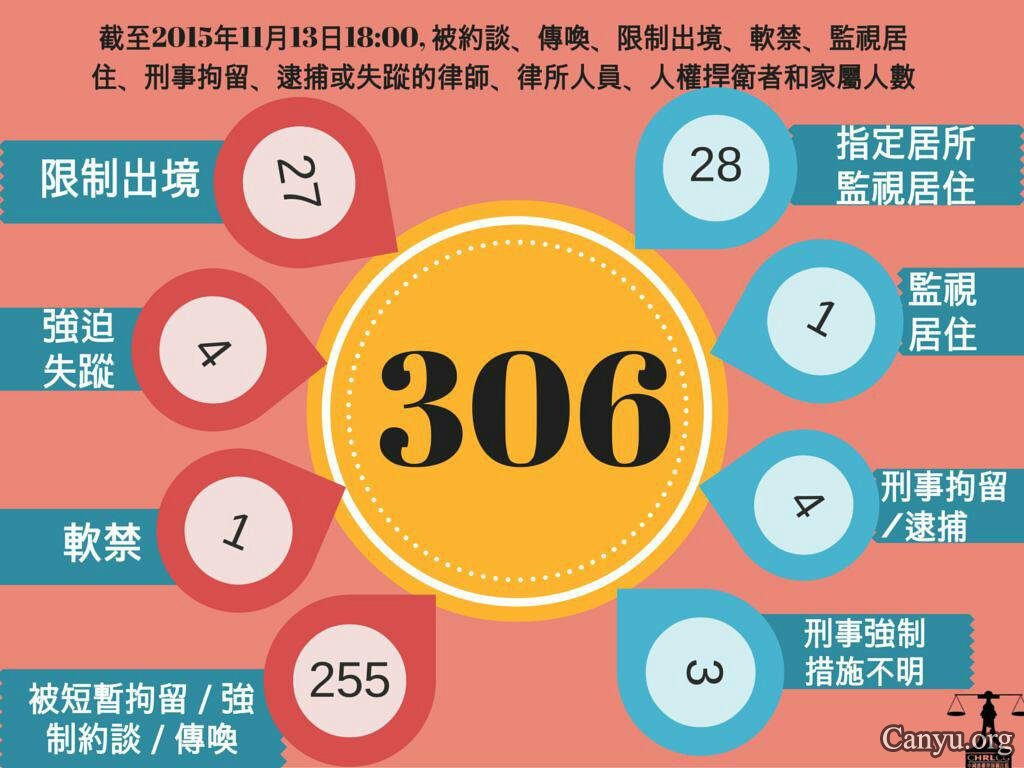 截至2015年11月13日18:00, 被約談、傳喚、限制出境、軟禁、監視居
住、刑事拘留、逮捕或失蹤的律師、律所人員、人權捍衛者和家屬人數
限制出境
27
28
指定居所
監視居住
強迫
失蹤
4
1
監視
居住
306
軟禁
1
4
刑事拘留
/逮捕
被短暫拘留 / 強
制約談 / 傳喚
255
3
刑事強制
措施不明
Canyu.org
CHRLCG